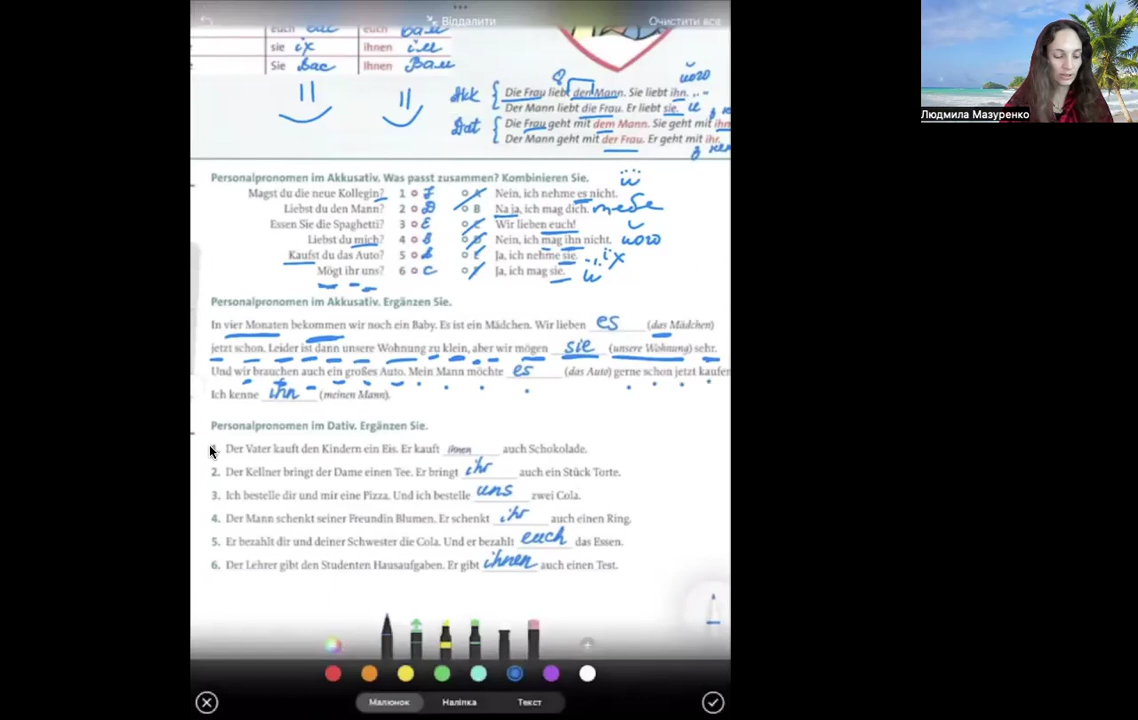 Віддалити
Очистити все
Людмила Мазуренко
euch вас euch вам
sie їх ihnen їм
Sie Вас Ihnen Вам
його
Akk Die Frau liebt den Mann. Sie liebt ihn.
Der Mann liebt die Frau. Er liebt sie. її
Dat Die Frau geht mit dem Mann. Sie geht mit ihm
Der Mann geht mit der Frau. Er geht mit ihr.
Personalpronomen im Akkusativ. Was passt zusammen? Kombinieren Sie.
Magst du die neue Kollegin? 1 F A Nein, ich nehme es nicht.
Liebst du den Mann? 2 D B Na ja, ich mag dich. тебе
Essen Sie die Spaghetti? 3 E C Wir lieben euch!
Liebst du mich? 4 B D Nein, ich mag ihn nicht. його
Kaufst du das Auto? 5 E Ja, ich nehme sie. їх
Mögt ihr uns? 6 C F Ja, ich mag sie. її
Personalpronomen im Akkusativ. Ergänzen Sie.
In vier Monaten bekommen wir noch ein Baby. Es ist ein Mädchen. Wir lieben es (das Mädchen)
jetzt schon. Leider ist dann unsere Wohnung zu klein, aber wir mögen sie (unsere Wohnung) sehr.
Und wir brauchen auch ein großes Auto. Mein Mann möchte es (das Auto) gerne schon jetzt kaufen
Ich kenne ihn (meinen Mann).
Personalpronomen im Dativ. Ergänzen Sie.
1. Der Vater kauft den Kindern ein Eis. Er kauft ihnen auch Schokolade.
2. Der Kellner bringt der Dame einen Tee. Er bringt ihr auch ein Stück Torte.
3. Ich bestelle dir und mir eine Pizza. Und ich bestelle uns zwei Cola.
4. Der Mann schenkt seiner Freundin Blumen. Er schenkt ihr auch einen Ring.
5. Er bezahlt dir und deiner Schwester die Cola. Und er bezahlt euch das Essen.
6. Der Lehrer gibt den Studenten Hausaufgaben. Er gibt ihnen auch einen Test.
Малюнок Наліпка Текст